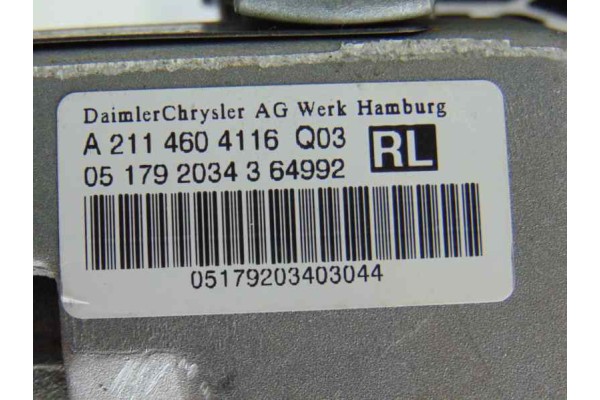 DaimlerChrysler AG Werk Hamburg
A 211 460 4116 Q03 RL
05 179 2034 3 64992
05179203403044